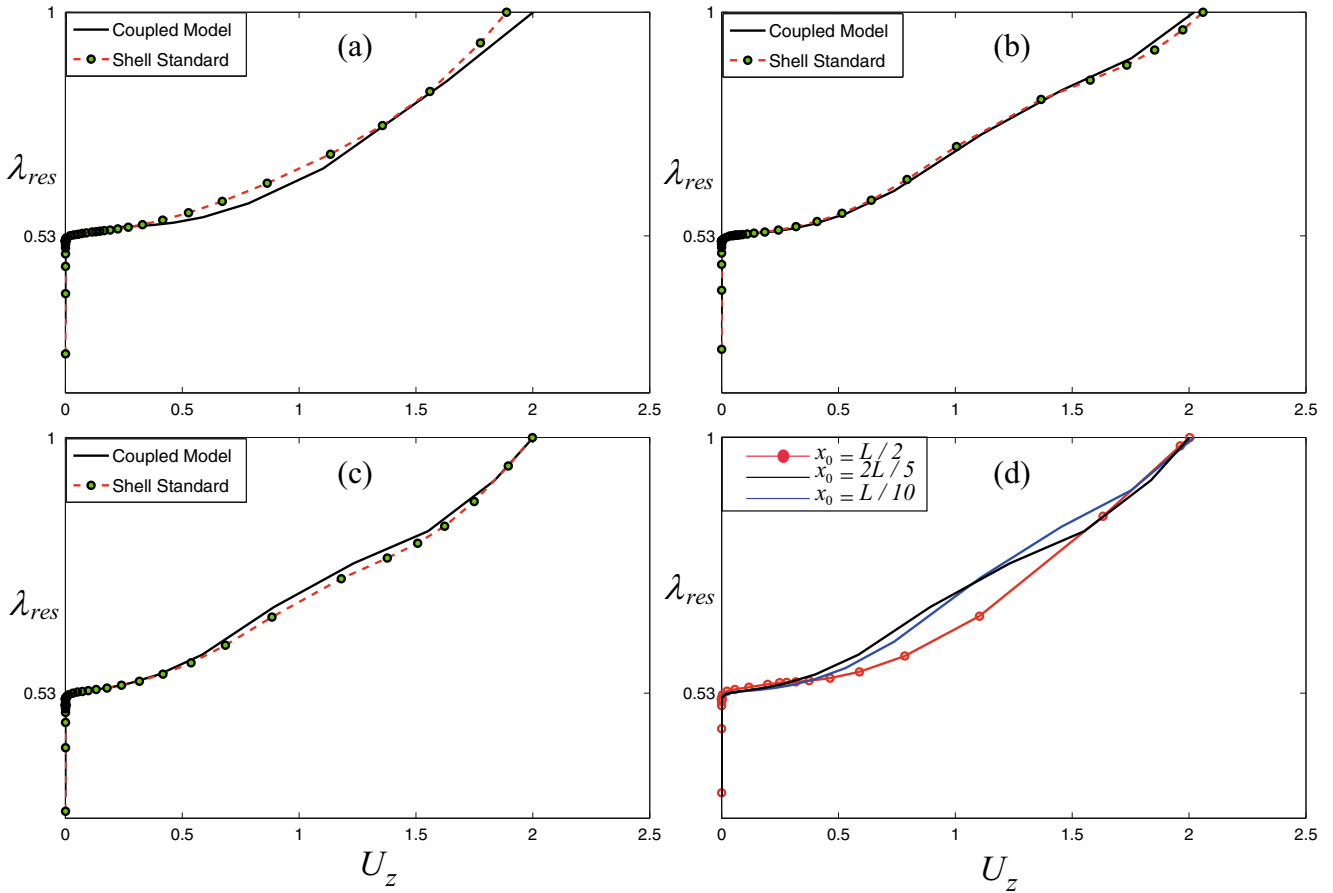 1
Coupled Model
Shell Standard
(a)
λres
0.53
0 0.5 1 1.5 2 2.5
1
Coupled Model
Shell Standard
(b)
λres
0.53
0 0.5 1 1.5 2 2.5
1
Coupled Model
Shell Standard
(c)
λres
0.53
0 0.5 1 1.5 2 2.5
Uz
1
x0 = L / 2
x0 = 2L / 5
x0 = L / 10
(d)
λres
0.53
0 0.5 1 1.5 2 2.5
Uz